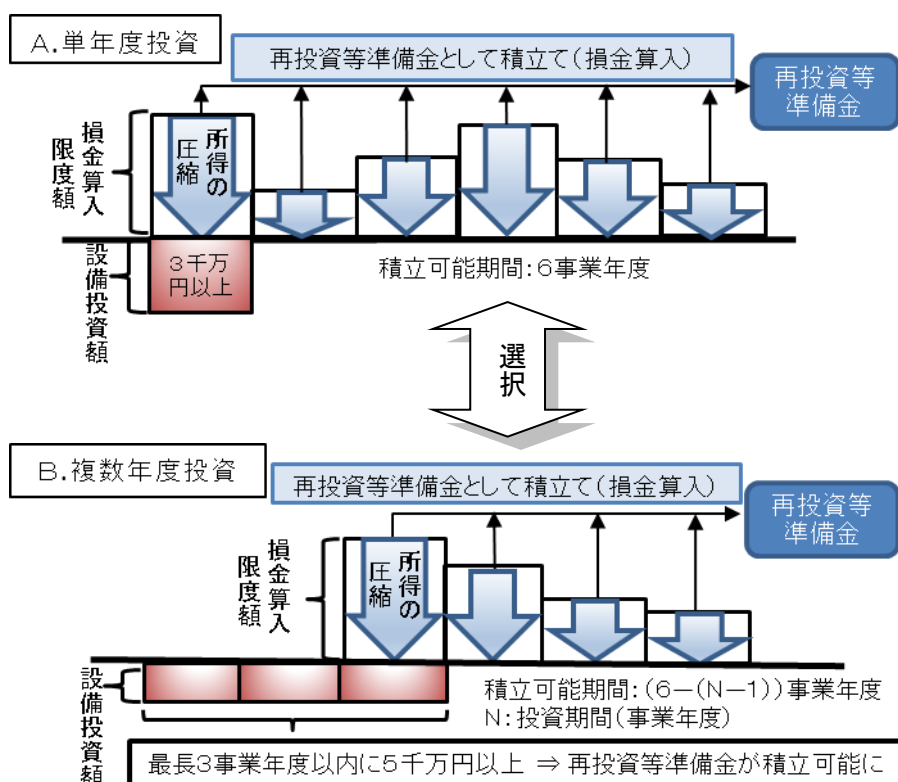 A.単年度投資
再投資等準備金として積立て(損金算入)
再投資等
準備金
損金算入
限度額
所得の
圧縮
設備投資額
3千万
円以上
積立可能期間:6事業年度
選択
B.複数年度投資
再投資等準備金として積立て(損金算入)
再投資等
準備金
損金算入
限度額
所得の
圧縮
設備投資額
積立可能期間:(6-(N-1))事業年度
N:投資期間(事業年度)
最長3事業年度以内に5千万円以上 ⇒ 再投資等準備金が積立可能に